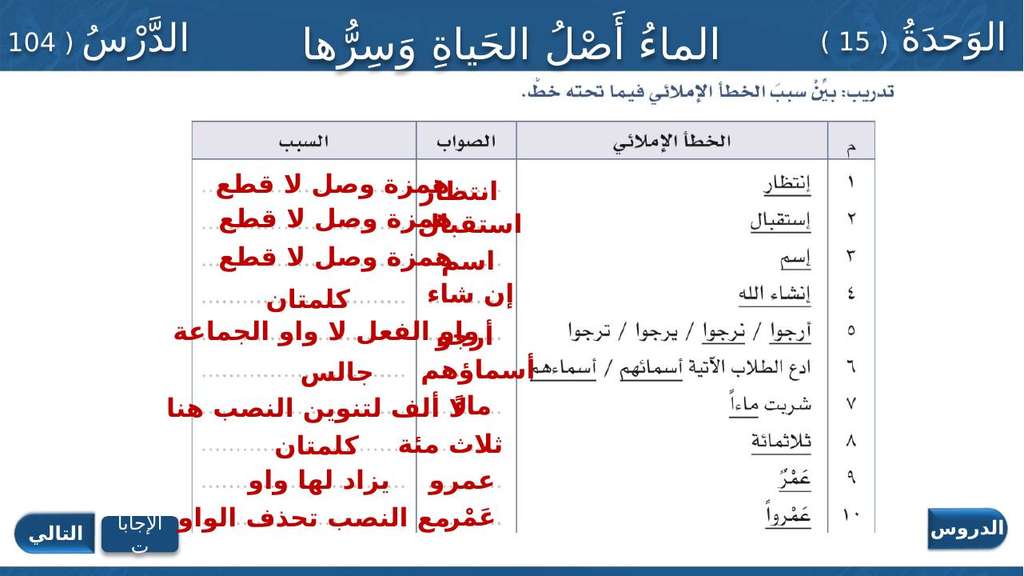 الوَحدَةُ ( 15 )
الماءُ أَصْلُ الحَياةِ وَسِرُّها
الدَّرْسُ ( 104
تدريب: بيِّنْ سببَ الخطأ الإملائي فيما تحته خطّ.
م الخطأ الإملائي الصواب السبب
١ إنتظار انتظار همزة وصل لا قطع
٢ إستقبال استقبال همزة وصل لا قطع
٣ إسم اسم همزة وصل لا قطع
٤ إنشاء الله إن شاء كلمتان
٥ أرجوا / نرجوا / يرجوا / ترجوا أرجو واو الفعل لا واو الجماعة
٦ ادع الطلاب الآتية أسمائهم / أسماءهم أسماؤهم جالس
٧ شربت ماءاً ماءً لا ألف لتنوين النصب هنا
٨ ثلاثمائة ثلاث مئة كلمتان
٩ عَمْرٌ عمرو يزاد لها واو
١٠ عَمْرواً عَمْر مع النصب تحذف الواو
الدروس
الإجابات
التالي